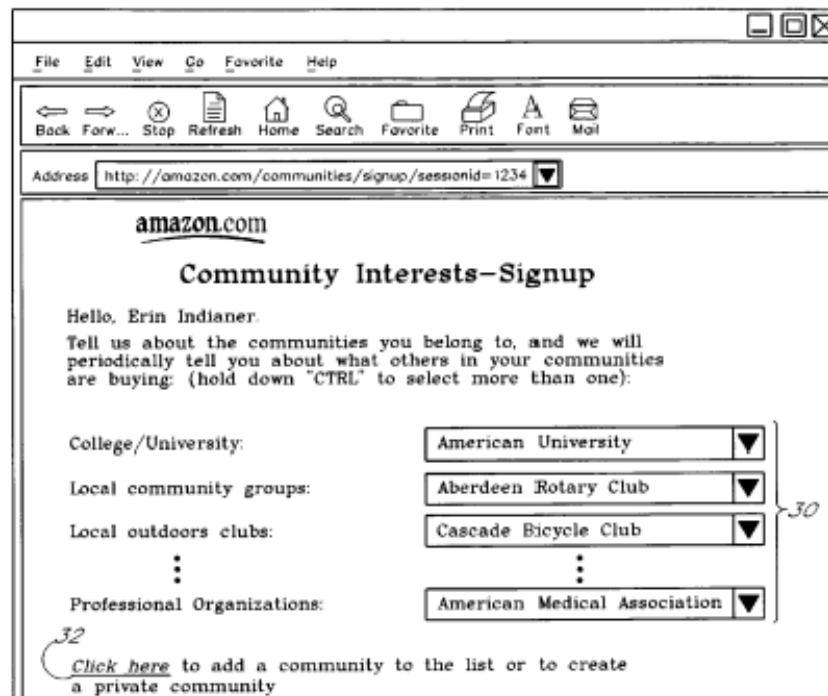 File Edit View Go Favorite Help
Back Forw... Stop Refresh Home Search Favorite Print Font Mail
Address http://amazon.com/communities/signup/sessionid=1234
amazon.com
Community Interests-Signup
Hello, Erin Indianer.
Tell us about the communities you belong to, and we will
periodically tell you about what others in your communities
are buying: (hold down "CTRL" to select more than one):
College/University: American University
Local community groups: Aberdeen Rotary Club
Local outdoors clubs: Cascade Bicycle Club
30
Professional Organizations: American Medical Association
32
Click here to add a community to the list or to create
a private community